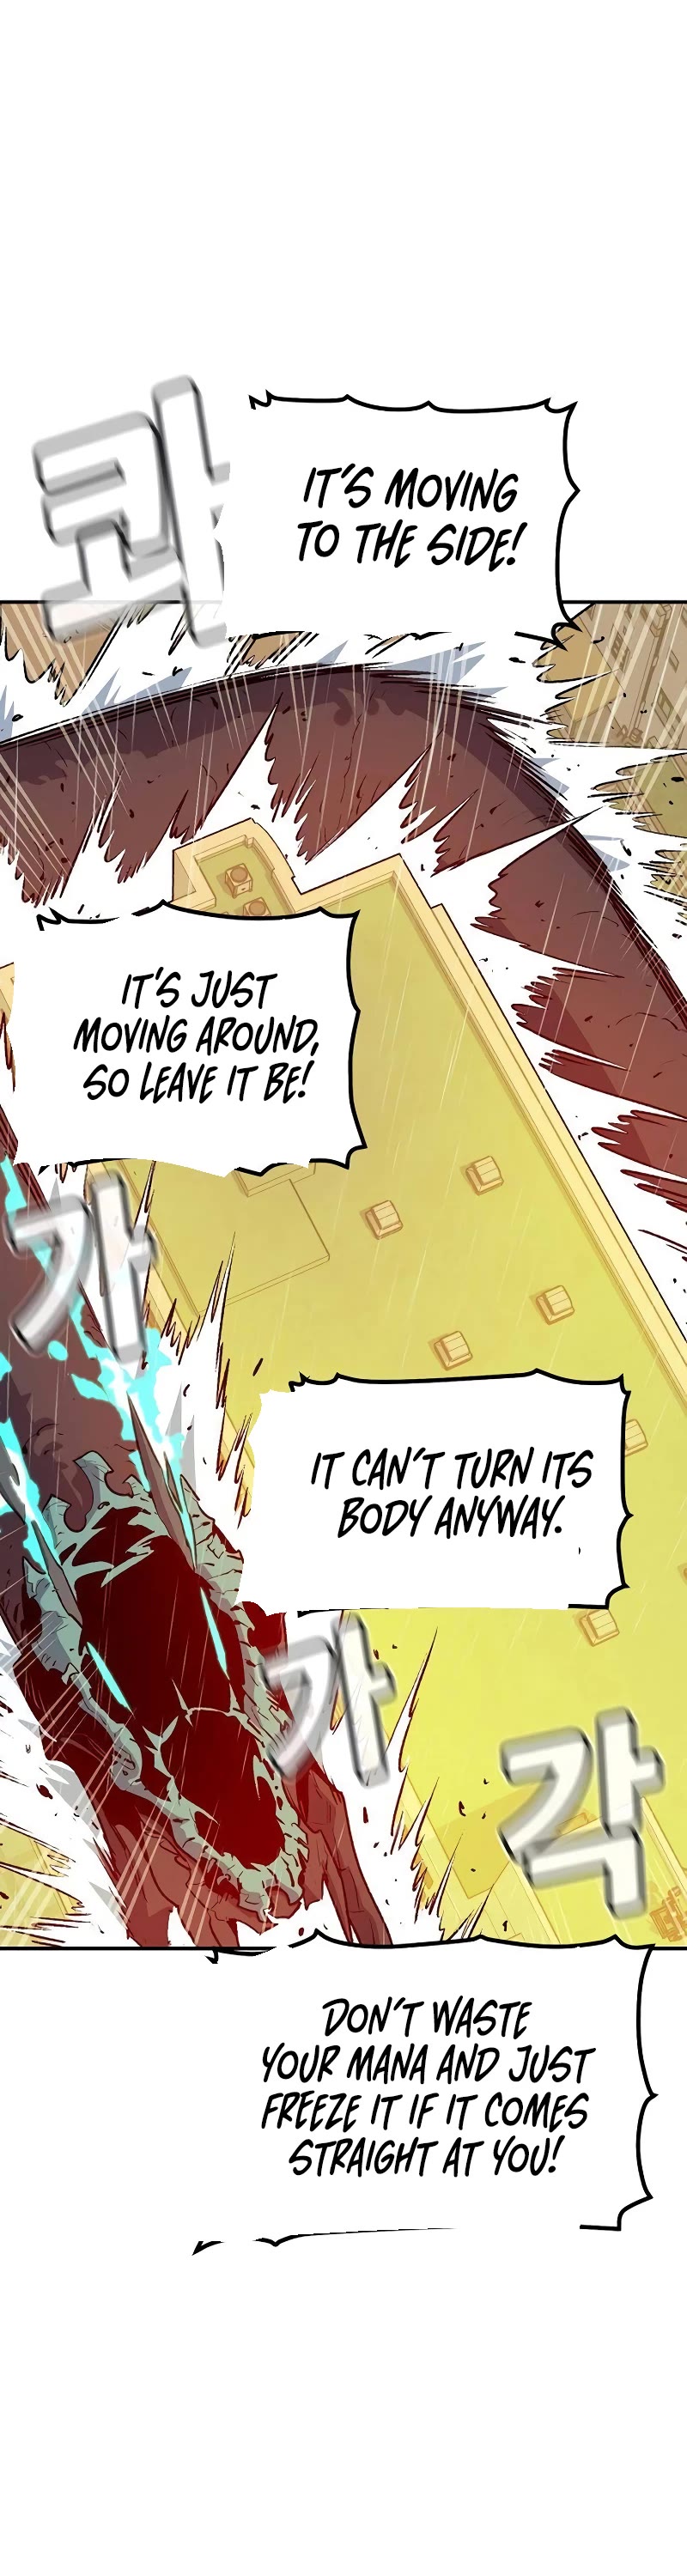 콰
IT'S MOVING
TO THE SIDE!
IT'S JUST
MOVING AROUND,
SO LEAVE IT BE!
가
IT CAN'T TURN ITS
BODY ANYWAY.
가
각
DON'T WASTE
YOUR MANA AND JUST
FREEZE IT IF IT COMES
STRAIGHT AT YOU!